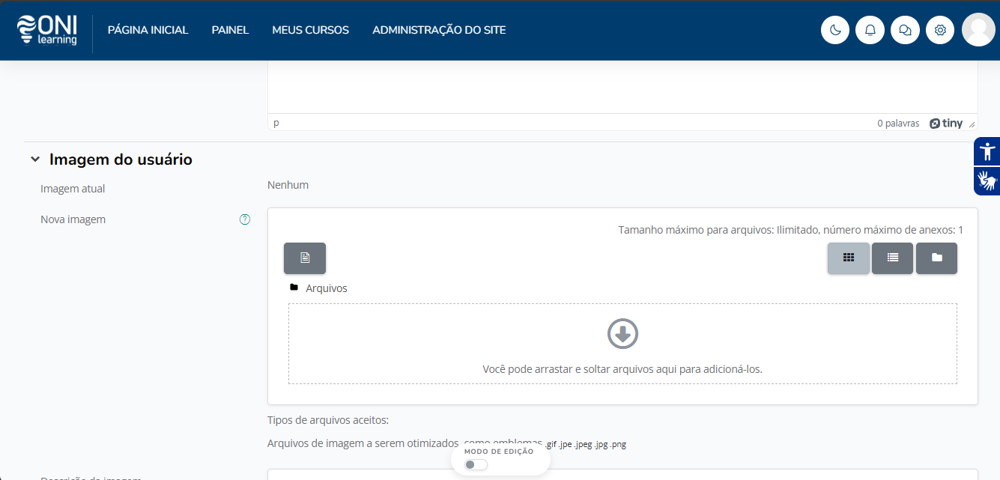 ONI learning
PÁGINA INICIAL PAINEL MEUS CURSOS ADMINISTRAÇÃO DO SITE
p 0 palavras tiny
Imagem do usuário
Imagem atual Nenhum
Nova imagem
Tamanho máximo para arquivos: Ilimitado, número máximo de anexos: 1
Arquivos
Você pode arrastar e soltar arquivos aqui para adicioná-los.
Tipos de arquivos aceitos:
Arquivos de imagem a serem otimizados, como emblemas .gif .jpe .jpeg .jpg .png
MODO DE EDIÇÃO
Descrição da imagem